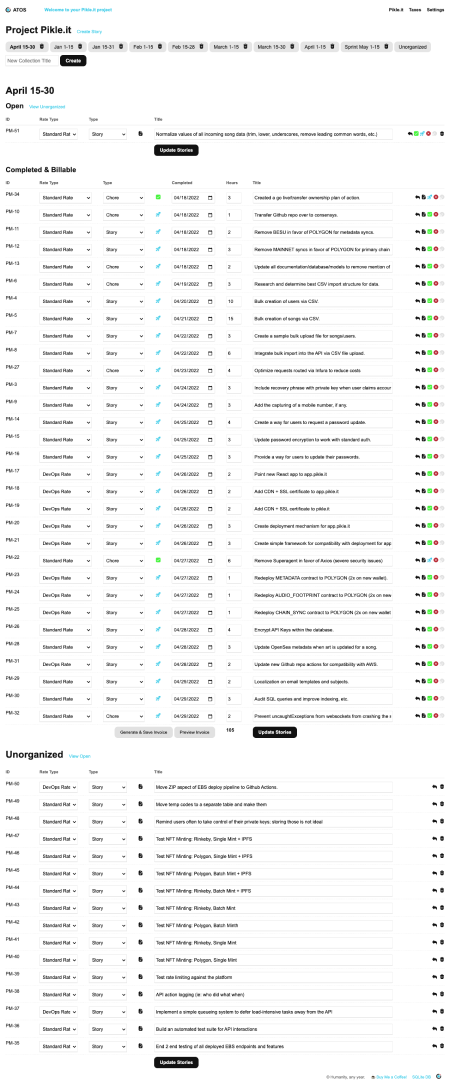 ATOS Welcome to your Pikle.it project Pikle.it Tasks Settings
Project Pikle.it Create Story
April 15-30 Jan 1-15 Jan 15-31 Feb 1-15 Feb 15-28 March 1-15 March 15-30 April 1-15 Sprint May 1-15 Unorganized
New Collection Title Create
April 15-30
Open View Unorganized
ID Rate Type Type Title
PM-51 Standard Rat Story Normalize values of all incoming song data (trim, lower, underscores, remove leading common words, etc.)
Update Stories
Completed & Billable
ID Rate Type Type Completed Hours Title
PM-34 Standard Rate Chore 04/18/2022 3 Created a go live/transfer ownership plan of action.
PM-10 Standard Rate Chore 04/18/2022 1 Transfer Github repo over to consensys.
PM-11 Standard Rate Story 04/18/2022 2 Remove BESU in favor of POLYGON for metadata syncs.
PM-12 Standard Rate Story 04/18/2022 3 Remove MAINNET syncs in favor of POLYGON for primary chain
PM-13 Standard Rate Chore 04/18/2022 2 Update all documentation/database/models to remove mention of
PM-6 Standard Rate Chore 04/19/2022 3 Research and determine best CSV import structure for data.
PM-4 Standard Rate Story 04/20/2022 10 Bulk creation of users via CSV.
PM-5 Standard Rate Story 04/21/2022 15 Bulk creation of songs via CSV.
PM-7 Standard Rate Story 04/22/2022 3 Create a sample bulk upload file for songs/users.
PM-8 Standard Rate Story 04/22/2022 6 Integrate bulk import into the API via CSV file upload.
PM-27 Standard Rate Chore 04/23/2022 4 Optimize requests routed via Infura to reduce costs
PM-3 Standard Rate Story 04/24/2022 3 Include recovery phrase with private key when user claims accour
PM-9 Standard Rate Story 04/24/2022 3 Add the capturing of a mobile number, if any.
PM-14 Standard Rate Story 04/25/2022 4 Create a way for users to request a password update.
PM-15 Standard Rate Story 04/25/2022 3 Update password encryption to work with standard auth.
PM-16 Standard Rate Story 04/25/2022 3 Provide a way for users to update their passwords.
PM-17 DevOps Rate Story 04/26/2022 2 Point new React app to app.pikle.it
PM-18 DevOps Rate Story 04/26/2022 2 Add CDN + SSL certificate to app.pikle.it
PM-19 DevOps Rate Story 04/26/2022 2 Add CDN + SSL certificate to pikle.it
PM-20 DevOps Rate Story 04/26/2022 3 Create deployment mechanism for app.pikle.it
PM-21 DevOps Rate Story 04/26/2022 3 Create simple framework for compatibility with deployment for app
PM-22 Standard Rate Chore 04/27/2022 6 Remove Superagent in favor of Axios (severe security issues)
PM-23 DevOps Rate Story 04/27/2022 1 Redeploy METADATA contract to POLYGON (2x on new wallet).
PM-24 DevOps Rate Story 04/27/2022 1 Redeploy AUDIO_FOOTPRINT contract to POLYGON (2x on new
PM-25 DevOps Rate Story 04/27/2022 1 Redeploy CHAIN_SYNC contract to POLYGON (2x on new wallet
PM-26 Standard Rate Story 04/28/2022 4 Encrypt API Keys within the database.
PM-28 Standard Rate Story 04/28/2022 3 Update OpenSea metadata when art is updated for a song.
PM-31 DevOps Rate Story 04/28/2022 2 Update new Github repo actions for compatibility with AWS.
PM-29 Standard Rate Story 04/29/2022 2 Localization on email templates and subjects.
PM-30 Standard Rate Story 04/29/2022 3 Audit SQL queries and improve indexing, etc.
PM-32 Standard Rate Chore 04/29/2022 2 Prevent uncaughtExceptions from websockets from crashing the s
Generate & Save Invoice Preview Invoice 105 Update Stories
Unorganized View Open
ID Rate Type Type Title
PM-50 DevOps Rate Story Move ZIP aspect of EBS deploy pipeline to Github Actions.
PM-49 Standard Rat Story Move temp codes to a separate table and make them
PM-48 Standard Rat Story Remind users often to take control of their private keys; storing those is not ideal
PM-47 Standard Rat Story Test NFT Minting: Rinkeby, Single Mint + IPFS
PM-46 Standard Rat Story Test NFT Minting: Polygon, Single Mint + IPFS
PM-45 Standard Rat Story Test NFT Minting: Polygon, Batch Mint + IPFS
PM-44 Standard Rat Story Test NFT Minting: Rinkeby, Batch Mint + IPFS
PM-43 Standard Rat Story Test NFT Minting: Rinkeby, Batch Mint
PM-42 Standard Rat Story Test NFT Minting: Polygon, Batch Minth
PM-41 Standard Rat Story Test NFT Minting: Rinkeby, Single Mint
PM-40 Standard Rat Story Test NFT Minting: Polygon, Single Mint
PM-39 Standard Rat Story Test rate limiting against the platform
PM-38 Standard Rat Story API action logging (ie: who did what when)
PM-37 DevOps Rate Story Implement a simple queueing system to defer load-intensive tasks away from the API
PM-36 Standard Rat Story Build an automated test suite for API interactions
PM-35 Standard Rat Story End 2 end testing of all deployed EBS endpoints and features
Update Stories
© Humanity, any year. Buy Me a Coffee! SQLite DB